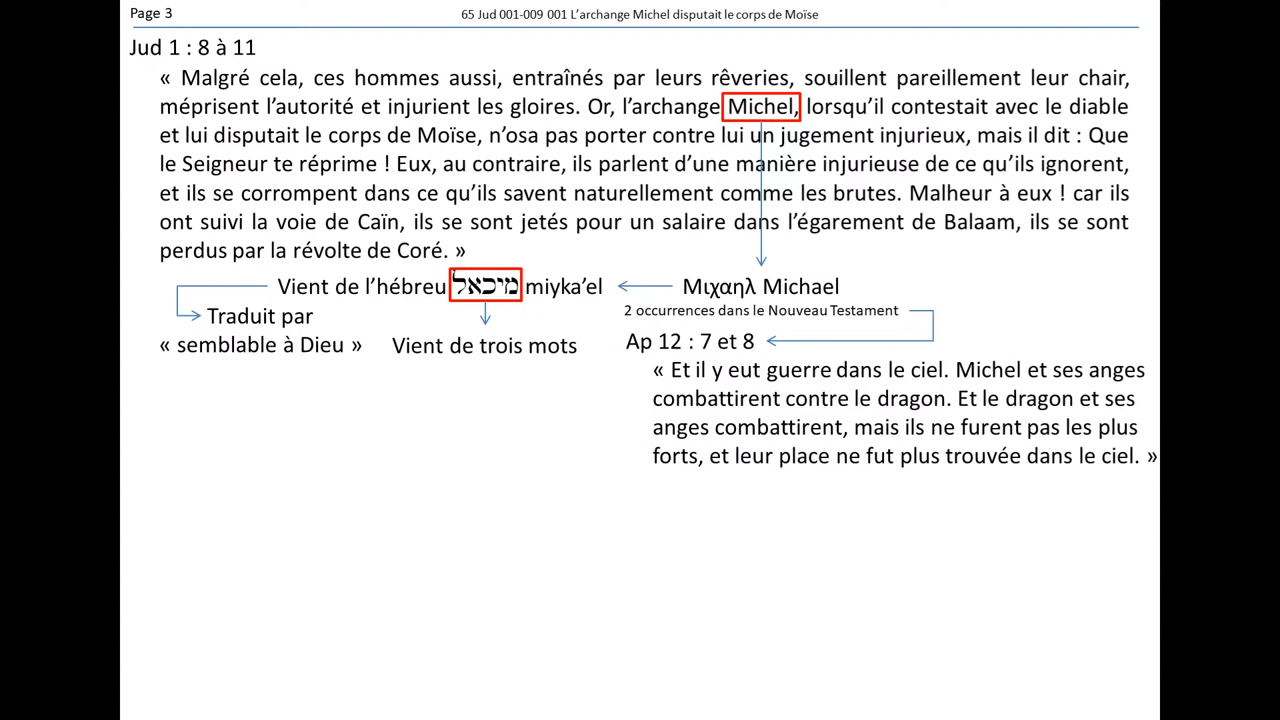 Page 3
65 Jud 001-009 001 L’archange Michel disputait le corps de Moïse
Jud 1 : 8 à 11
« Malgré cela, ces hommes aussi, entraînés par leurs rêveries, souillent pareillement leur chair,
méprisent l’autorité et injurient les gloires. Or, l’archange Michel, lorsqu’il contestait avec le diable
et lui disputait le corps de Moïse, n’osa pas porter contre lui un jugement injurieux, mais il dit : Que
le Seigneur te réprime ! Eux, au contraire, ils parlent d’une manière injurieuse de ce qu’ils ignorent,
et ils se corrompent dans ce qu’ils savent naturellement comme les brutes. Malheur à eux ! car ils
ont suivi la voie de Caïn, ils se sont jetés pour un salaire dans l’égarement de Balaam, ils se sont
perdus par la révolte de Coré. »
Vient de l’hébreu מיכאל miyka’el
Μιχαηλ Michael
2 occurrences dans le Nouveau Testament
Traduit par
« semblable à Dieu »
Vient de trois mots
Ap 12 : 7 et 8
« Et il y eut guerre dans le ciel. Michel et ses anges
combattirent contre le dragon. Et le dragon et ses
anges combattirent, mais ils ne furent pas les plus
forts, et leur place ne fut plus trouvée dans le ciel. »